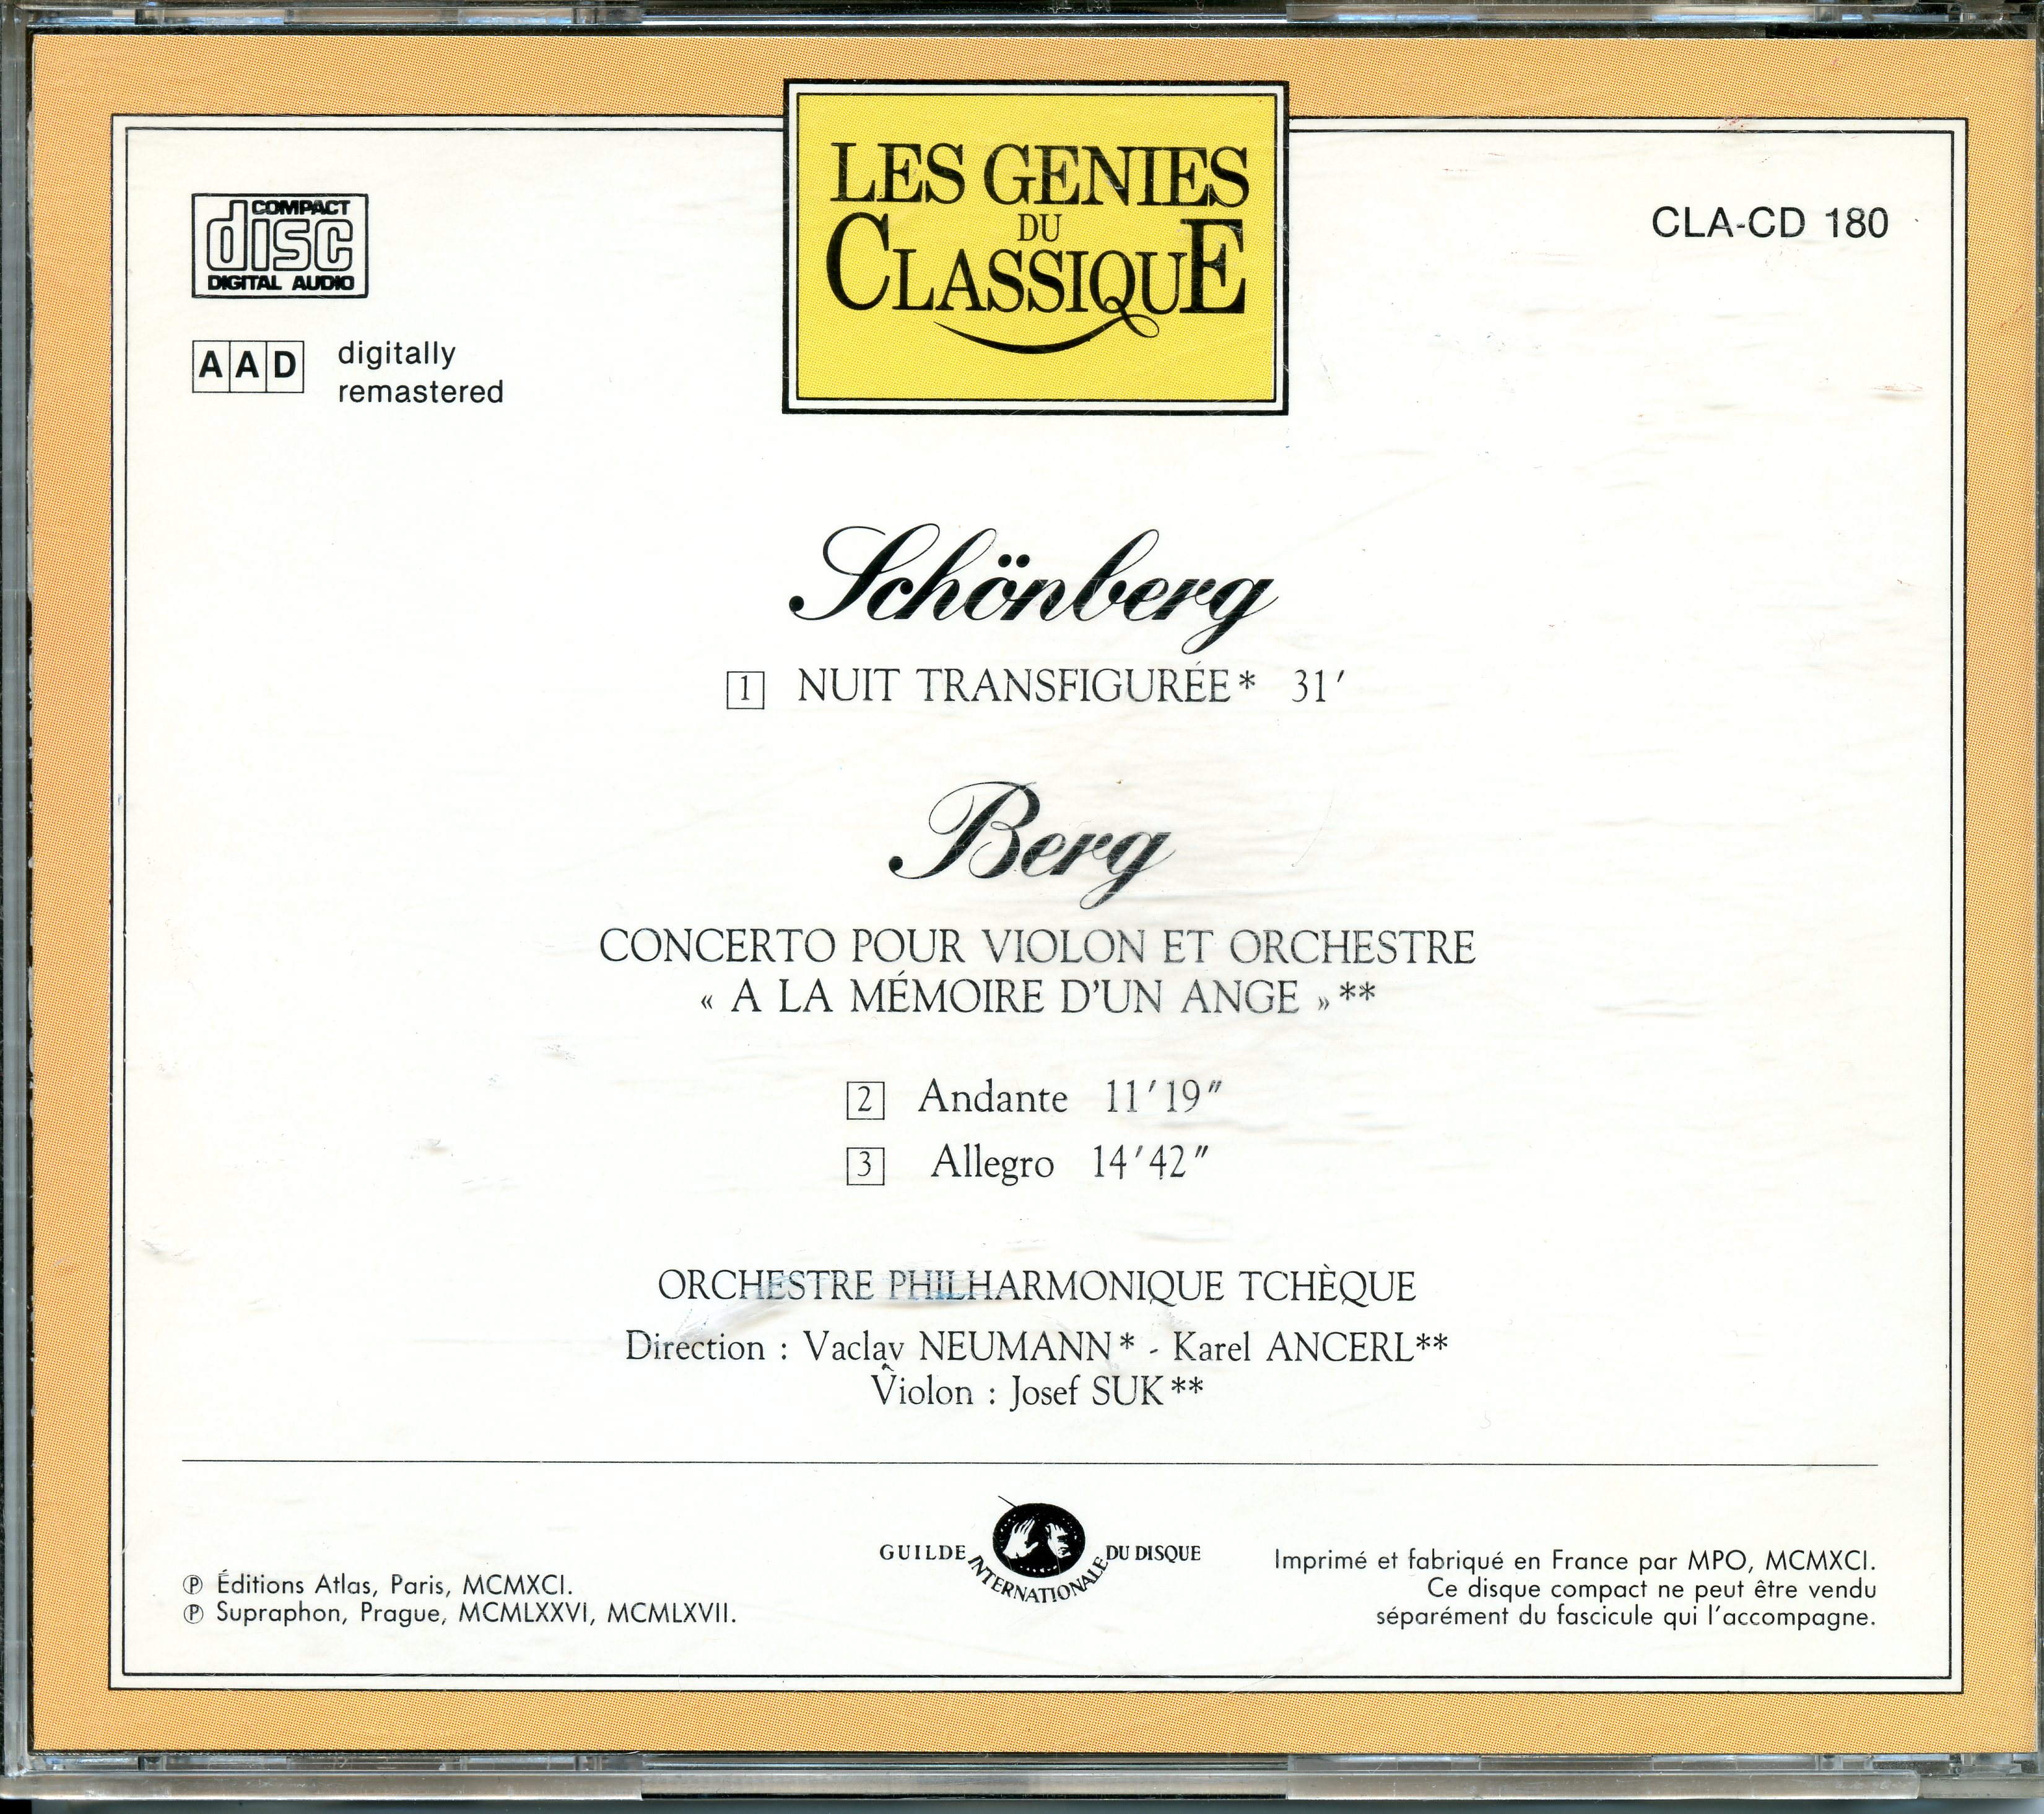 LES GENIES
DU
CLASSIQUE
COMPACT
disc
DIGITAL AUDIO
CLA-CD 180
AAD digitally
remastered
Schönberg
1 NUIT TRANSFIGURÉE* 31′
Berg
CONCERTO POUR VIOLON ET ORCHESTRE
« A LA MÉMOIRE D'UN ANGE »**
2 Andante 11′19″
3 Allegro 14′42″
ORCHESTRE PHILHARMONIQUE TCHÈQUE
Direction : Vaclav NEUMANN* - Karel ANCERL**
Violon : Josef SUK**
GUILDE INTERNATIONALE DU DISQUE
℗ Éditions Atlas, Paris, MCMXCI.
℗ Supraphon, Prague, MCMLXXVI, MCMLXVII.
Imprimé et fabriqué en France par MPO, MCMXCI.
Ce disque compact ne peut être vendu
séparément du fascicule qui l'accompagne.